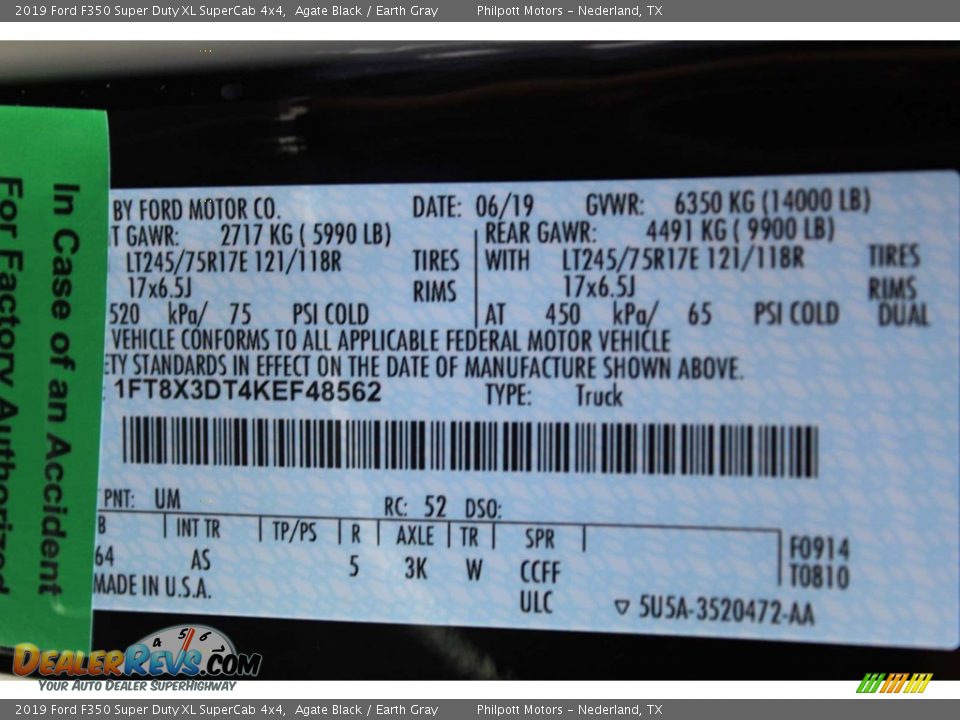 2019 Ford F350 Super Duty XL SuperCab 4x4, Agate Black / Earth Gray Philpott Motors - Nederland, TX
In Case of an Accident
For Factory Authorized
BY FORD MOTOR CO. DATE: 06/19 GVWR: 6350 KG (14000 LB)
T GAWR: 2717 KG ( 5990 LB) REAR GAWR: 4491 KG ( 9900 LB)
LT245/75R17E 121/118R TIRES WITH LT245/75R17E 121/118R TIRES
17x6.5J RIMS 17x6.5J RIMS
520 kPa/ 75 PSI COLD AT 450 kPa/ 65 PSI COLD DUAL
VEHICLE CONFORMS TO ALL APPLICABLE FEDERAL MOTOR VEHICLE
ETY STANDARDS IN EFFECT ON THE DATE OF MANUFACTURE SHOWN ABOVE.
: 1FT8X3DT4KEF48562 TYPE: Truck
PNT: UM RC: 52 DSO:
B INT TR TP/PS R AXLE TR SPR F0914
64 AS 5 3K W CCFF T0810
MADE IN U.S.A. ULC ▽ 5U5A-3520472-AA
4 5 6
DEALERREVS.COM
YOUR AUTO DEALER SUPERHIGHWAY
2019 Ford F350 Super Duty XL SuperCab 4x4, Agate Black / Earth Gray Philpott Motors - Nederland, TX